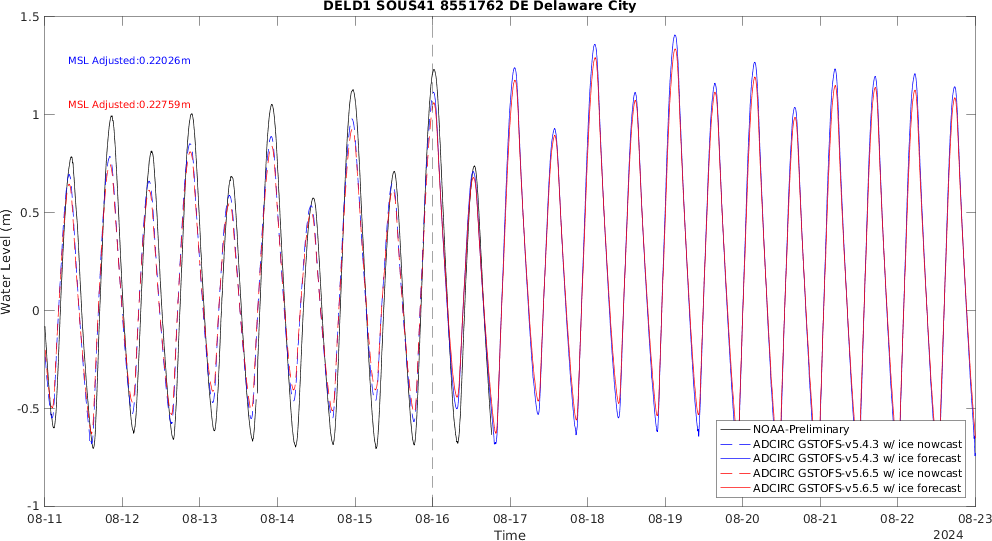 DELD1 SOUS41 8551762 DE Delaware City
MSL Adjusted:0.22026m
MSL Adjusted:0.22759m
Water Level (m)
1.5
1
0.5
0
-0.5
-1
NOAA-Preliminary
ADCIRC GSTOFS-v5.4.3 w/ ice nowcast
ADCIRC GSTOFS-v5.4.3 w/ ice forecast
ADCIRC GSTOFS-v5.6.5 w/ ice nowcast
ADCIRC GSTOFS-v5.6.5 w/ ice forecast
08-11 08-12 08-13 08-14 08-15 08-16 08-17 08-18 08-19 08-20 08-21 08-22 08-23
Time
2024